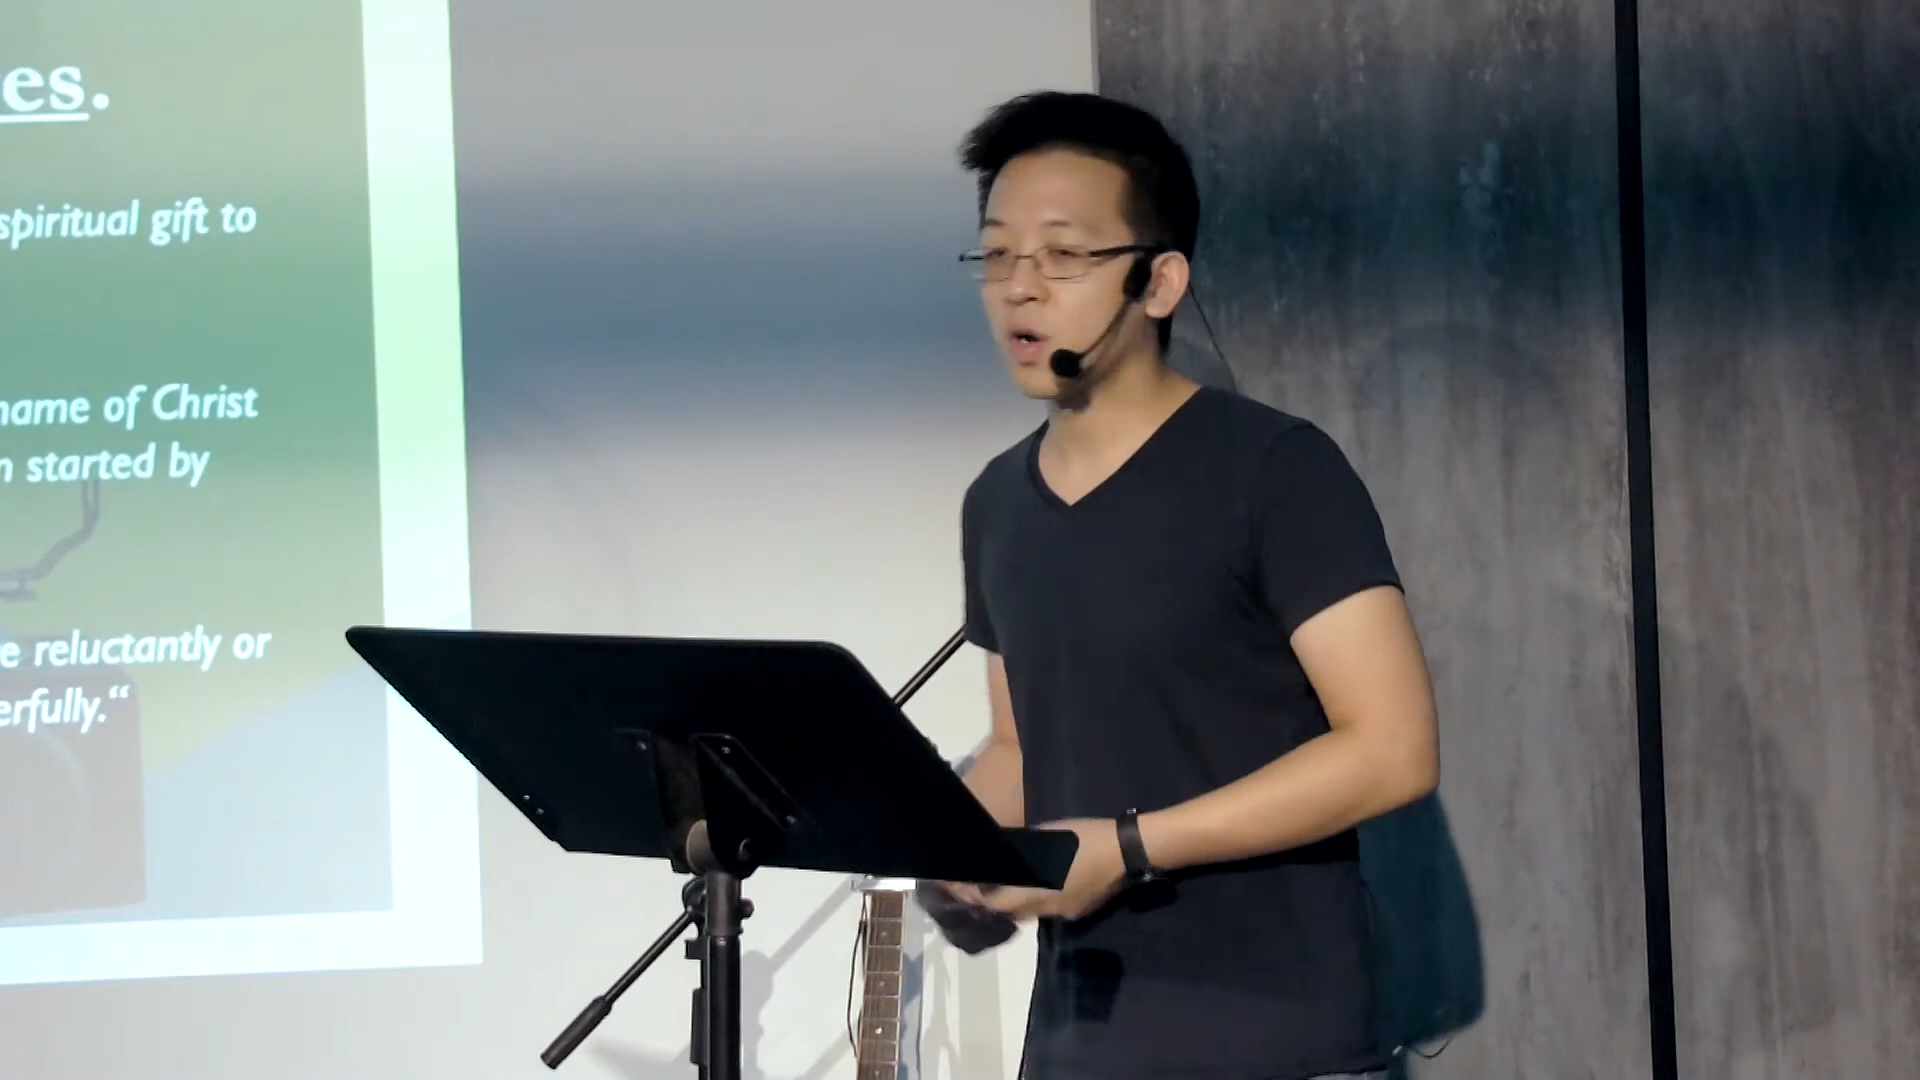 es.
spiritual gift to
name of Christ
started by
reluctantly or
erfully.“